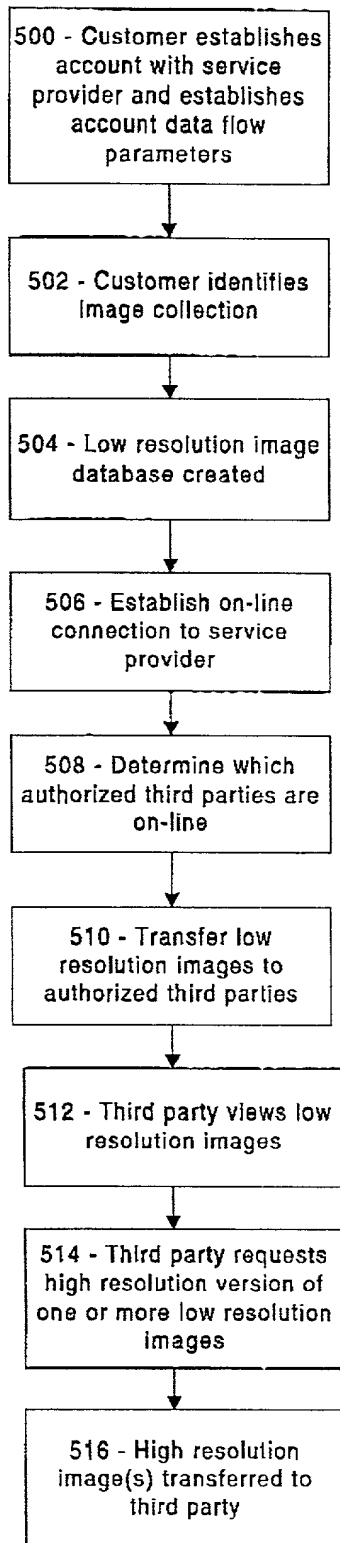 500 - Customer establishes
account with service
provider and establishes
account data flow
parameters
502 - Customer identifies
image collection
504 - Low resolution image
database created
506 - Establish on-line
connection to service
provider
508 - Determine which
authorized third parties are
on-line
510 - Transfer low
resolution images to
authorized third parties
512 - Third party views low
resolution images
514 - Third party requests
high resolution version of
one or more low resolution
images
516 - High resolution
image(s) transferred to
third party